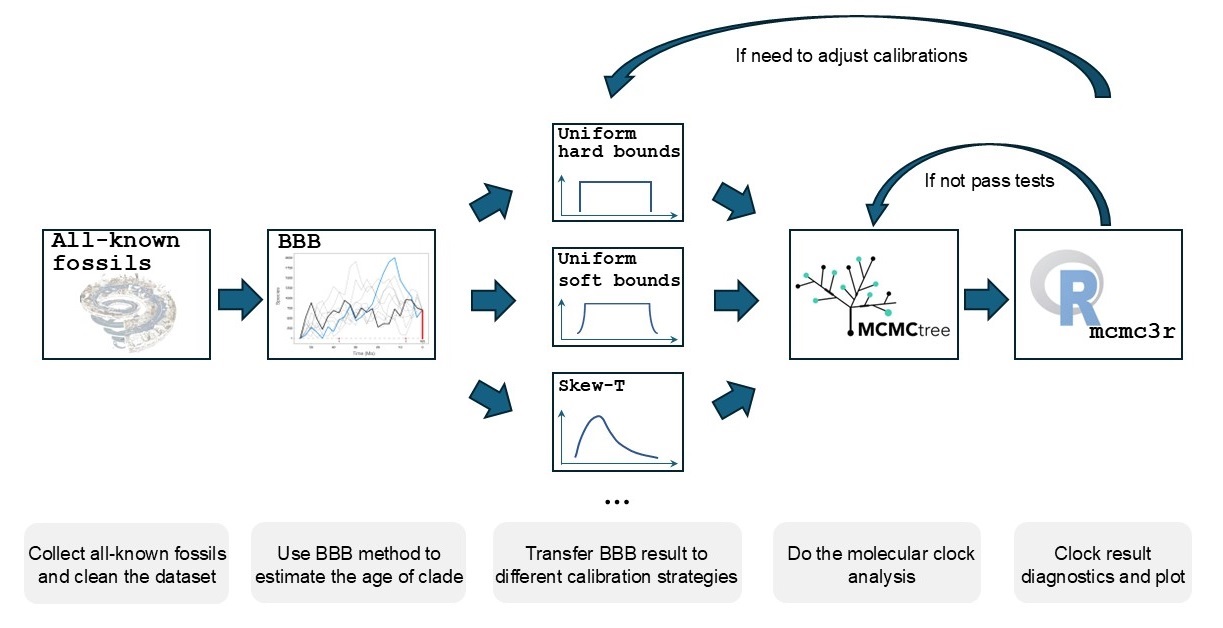 If need to adjust calibrations
Uniform
hard bounds
If not pass tests
All-known
fossils
BBB
Time (Ma)
Uniform
soft bounds
MCMCtree
R
mcmc3r
Skew-T
...
Collect all-known fossils
and clean the dataset
Use BBB method to
estimate the age of clade
Transfer BBB result to
different calibration strategies
Do the molecular clock
analysis
Clock result
diagnostics and plot